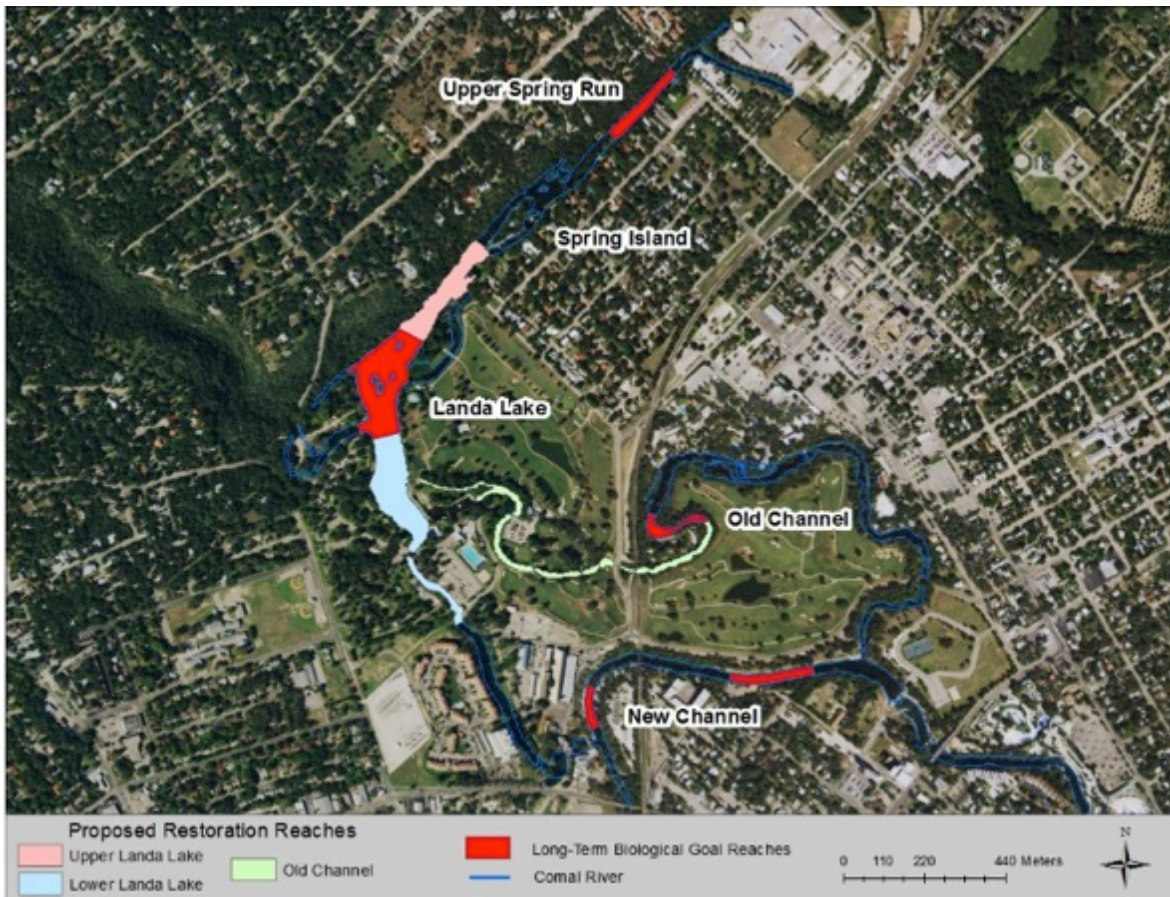 Upper Spring Run
Spring Island
Landa Lake
Old Channel
New Channel
Proposed Restoration Reaches
Upper Landa Lake
Lower Landa Lake
Old Channel
Long-Term Biological Goal Reaches
Comal River
N
0 110 220 440 Meters